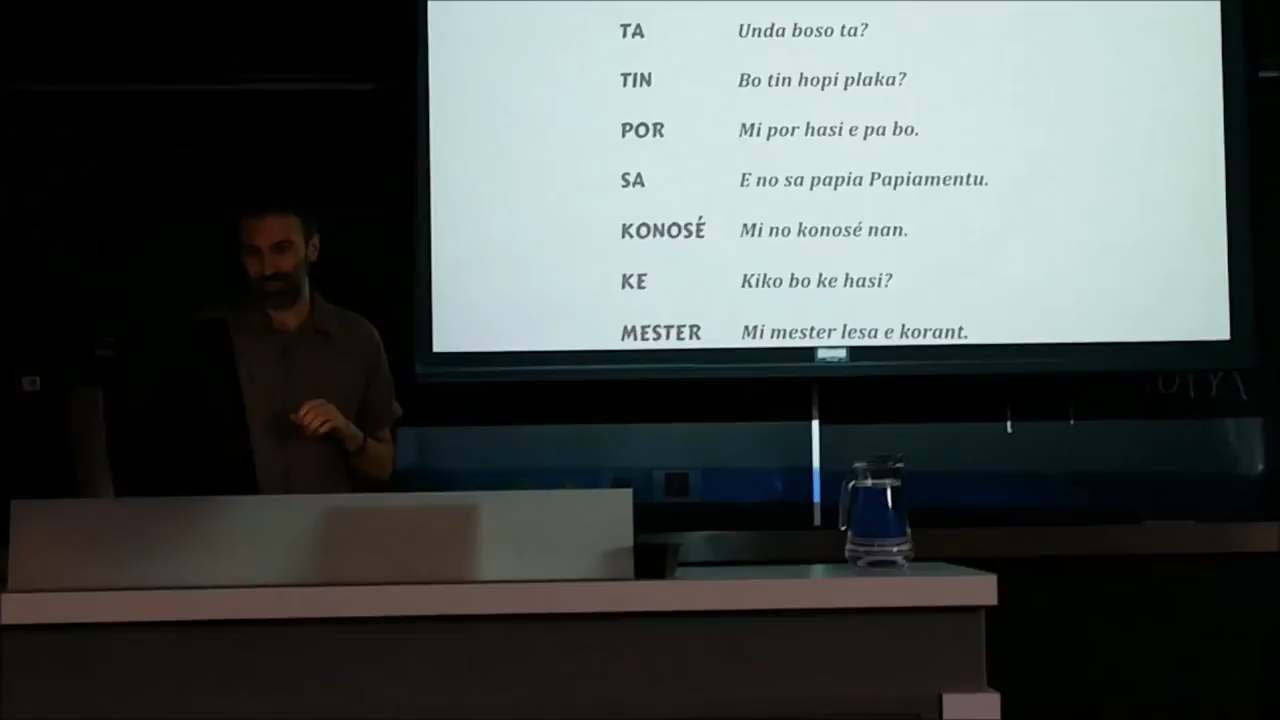 TA Unda boso ta?
TIN Bo tin hopi plaka?
POR Mi por hasi e pa bo.
SA E no sa papia Papiamentu.
KONOSÉ Mi no konosé nan.
KE Kiko bo ke hasi?
MESTER Mi mester lesa e korant.